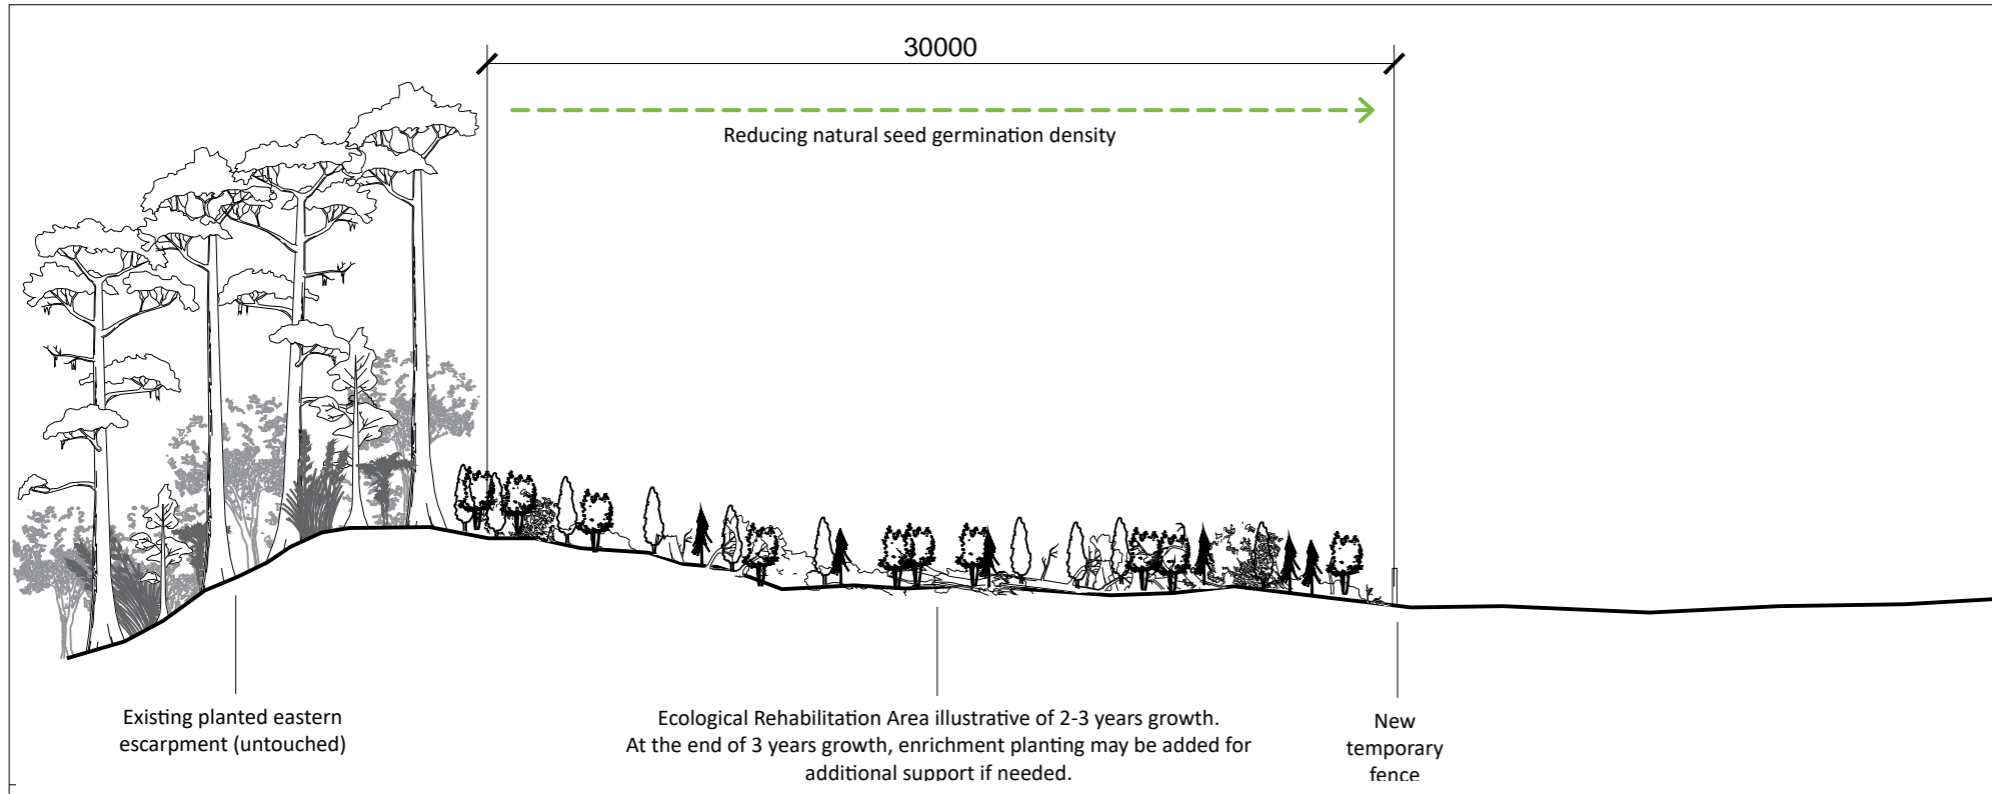 30000
Reducing natural seed germination density
Existing planted eastern
escarpment (untouched)
Ecological Rehabilitation Area illustrative of 2-3 years growth.
At the end of 3 years growth, enrichment planting may be added for
additional support if needed.
New
temporary
fence